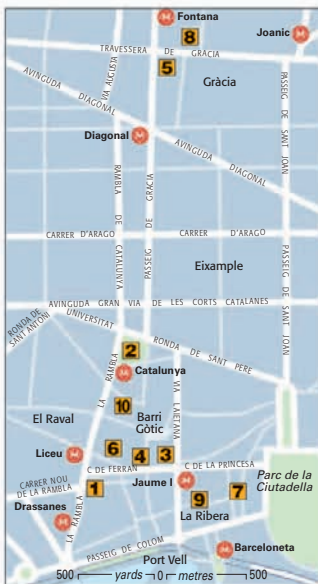 Fontana
8
Joanic
TRAVESSERA DE GRÀCIA
VIA AUGUSTA
5
Gràcia
AVINGUDA DIAGONAL
PASSEIG DE SANT JOAN
Diagonal
AVINGUDA DIAGONAL
RAMBLA DE CATALUNYA
PASSEIG DE GRÀCIA
CARRER D'ARAGO
CARRER D'ARAGO
Eixample
PASSEIG DE SANT JOAN
AVINGUDA GRAN VIA DE LES CORTS CATALANES
RONDA DE SANT ANTONI
UNIVERSITAT
RONDA DE SANT PERE
2
Catalunya
LA RAMBLA
VIA LAIETANA
10
El Raval
Barri
Gòtic
6
4
3
Liceu
C DE FERRAN
C DE LA PRINCESA
Parc de la
Ciutadella
CARRER NOU
DE LA RAMBLA
1
Jaume I
9
7
Drassanes
La Ribera
LA RAMBLA
PASSEIG DE COLOM
Barceloneta
Port Vell
500 yards 0 metres 500